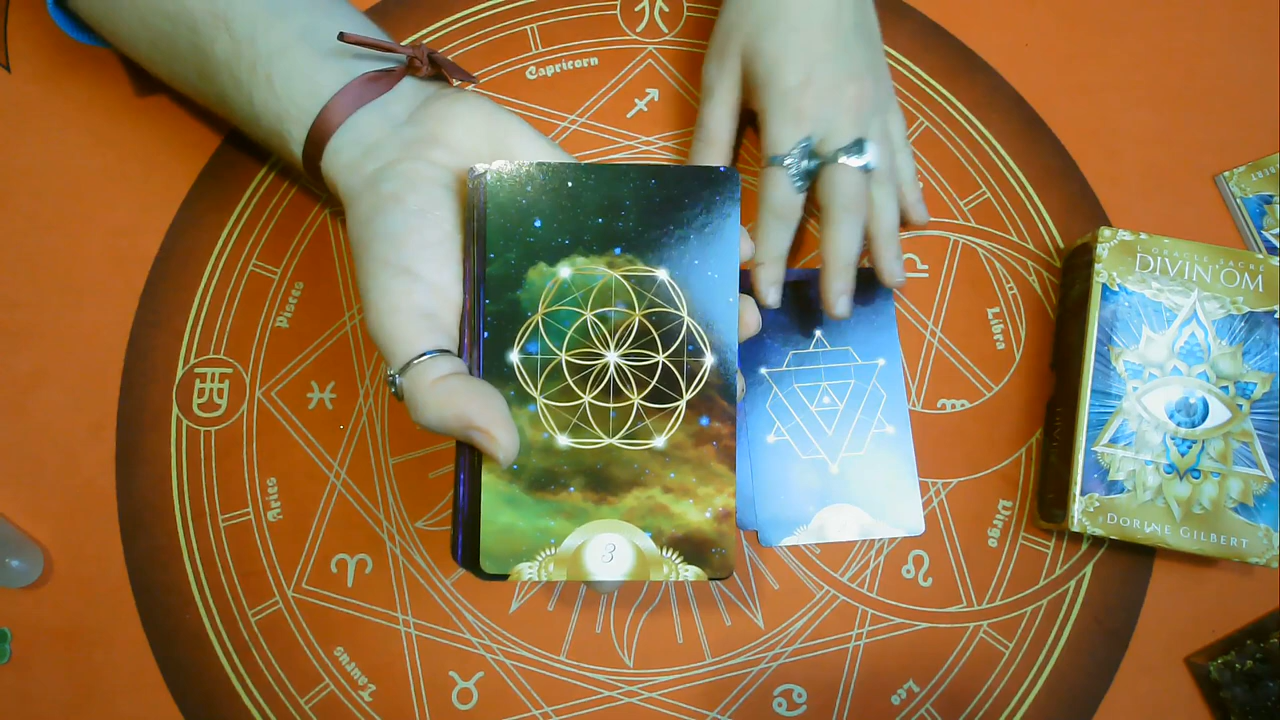 Capricorn
Pisces
Aries
Taurus
Libra
Virgo
Leo
3
L'ORACLE SACRÉ
DIVIN'OM
DORINE GILBERT